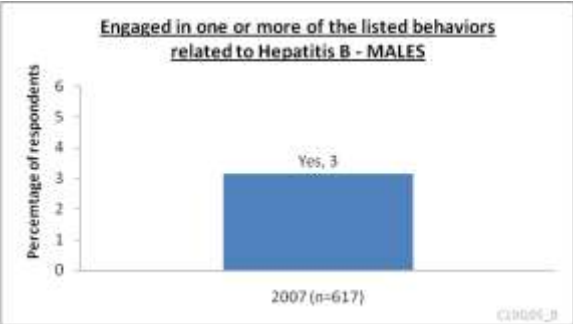 Engaged in one or more of the listed behaviors
related to Hepatitis B - MALES
Percemtage of respondents
6
5
4
3
2
1
0
Yes, 3
2007 (n=617)